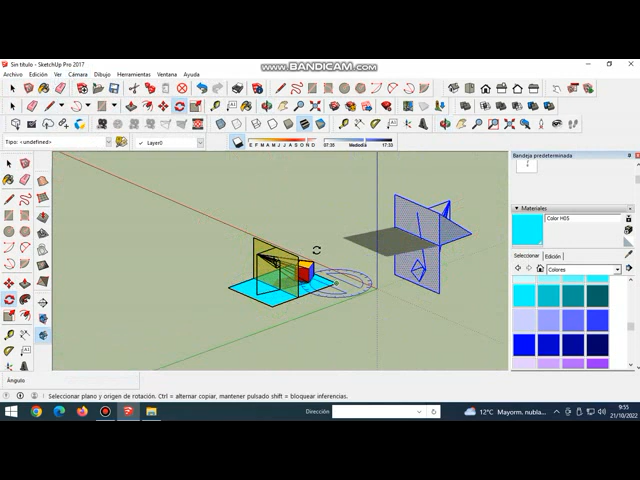 Sin título - SketchUp Pro 2017
www.BANDICAM.com
Archivo Edición Ver Cámara Dibujo Herramientas Ventana Ayuda
Tipo: <undefined>
Layer0
E F M A M J J A S O N D
07:35 Mediodía 17:33
Bandeja predeterminada
Materiales
Color H05
Seleccionar Edición
Colores
Ángulo
Seleccionar plano y origen de rotación. Ctrl = alternar copiar, mantener pulsado shift = bloquear inferencias.
Dirección
12°C Mayorm. nubla...
9:55
21/10/2022